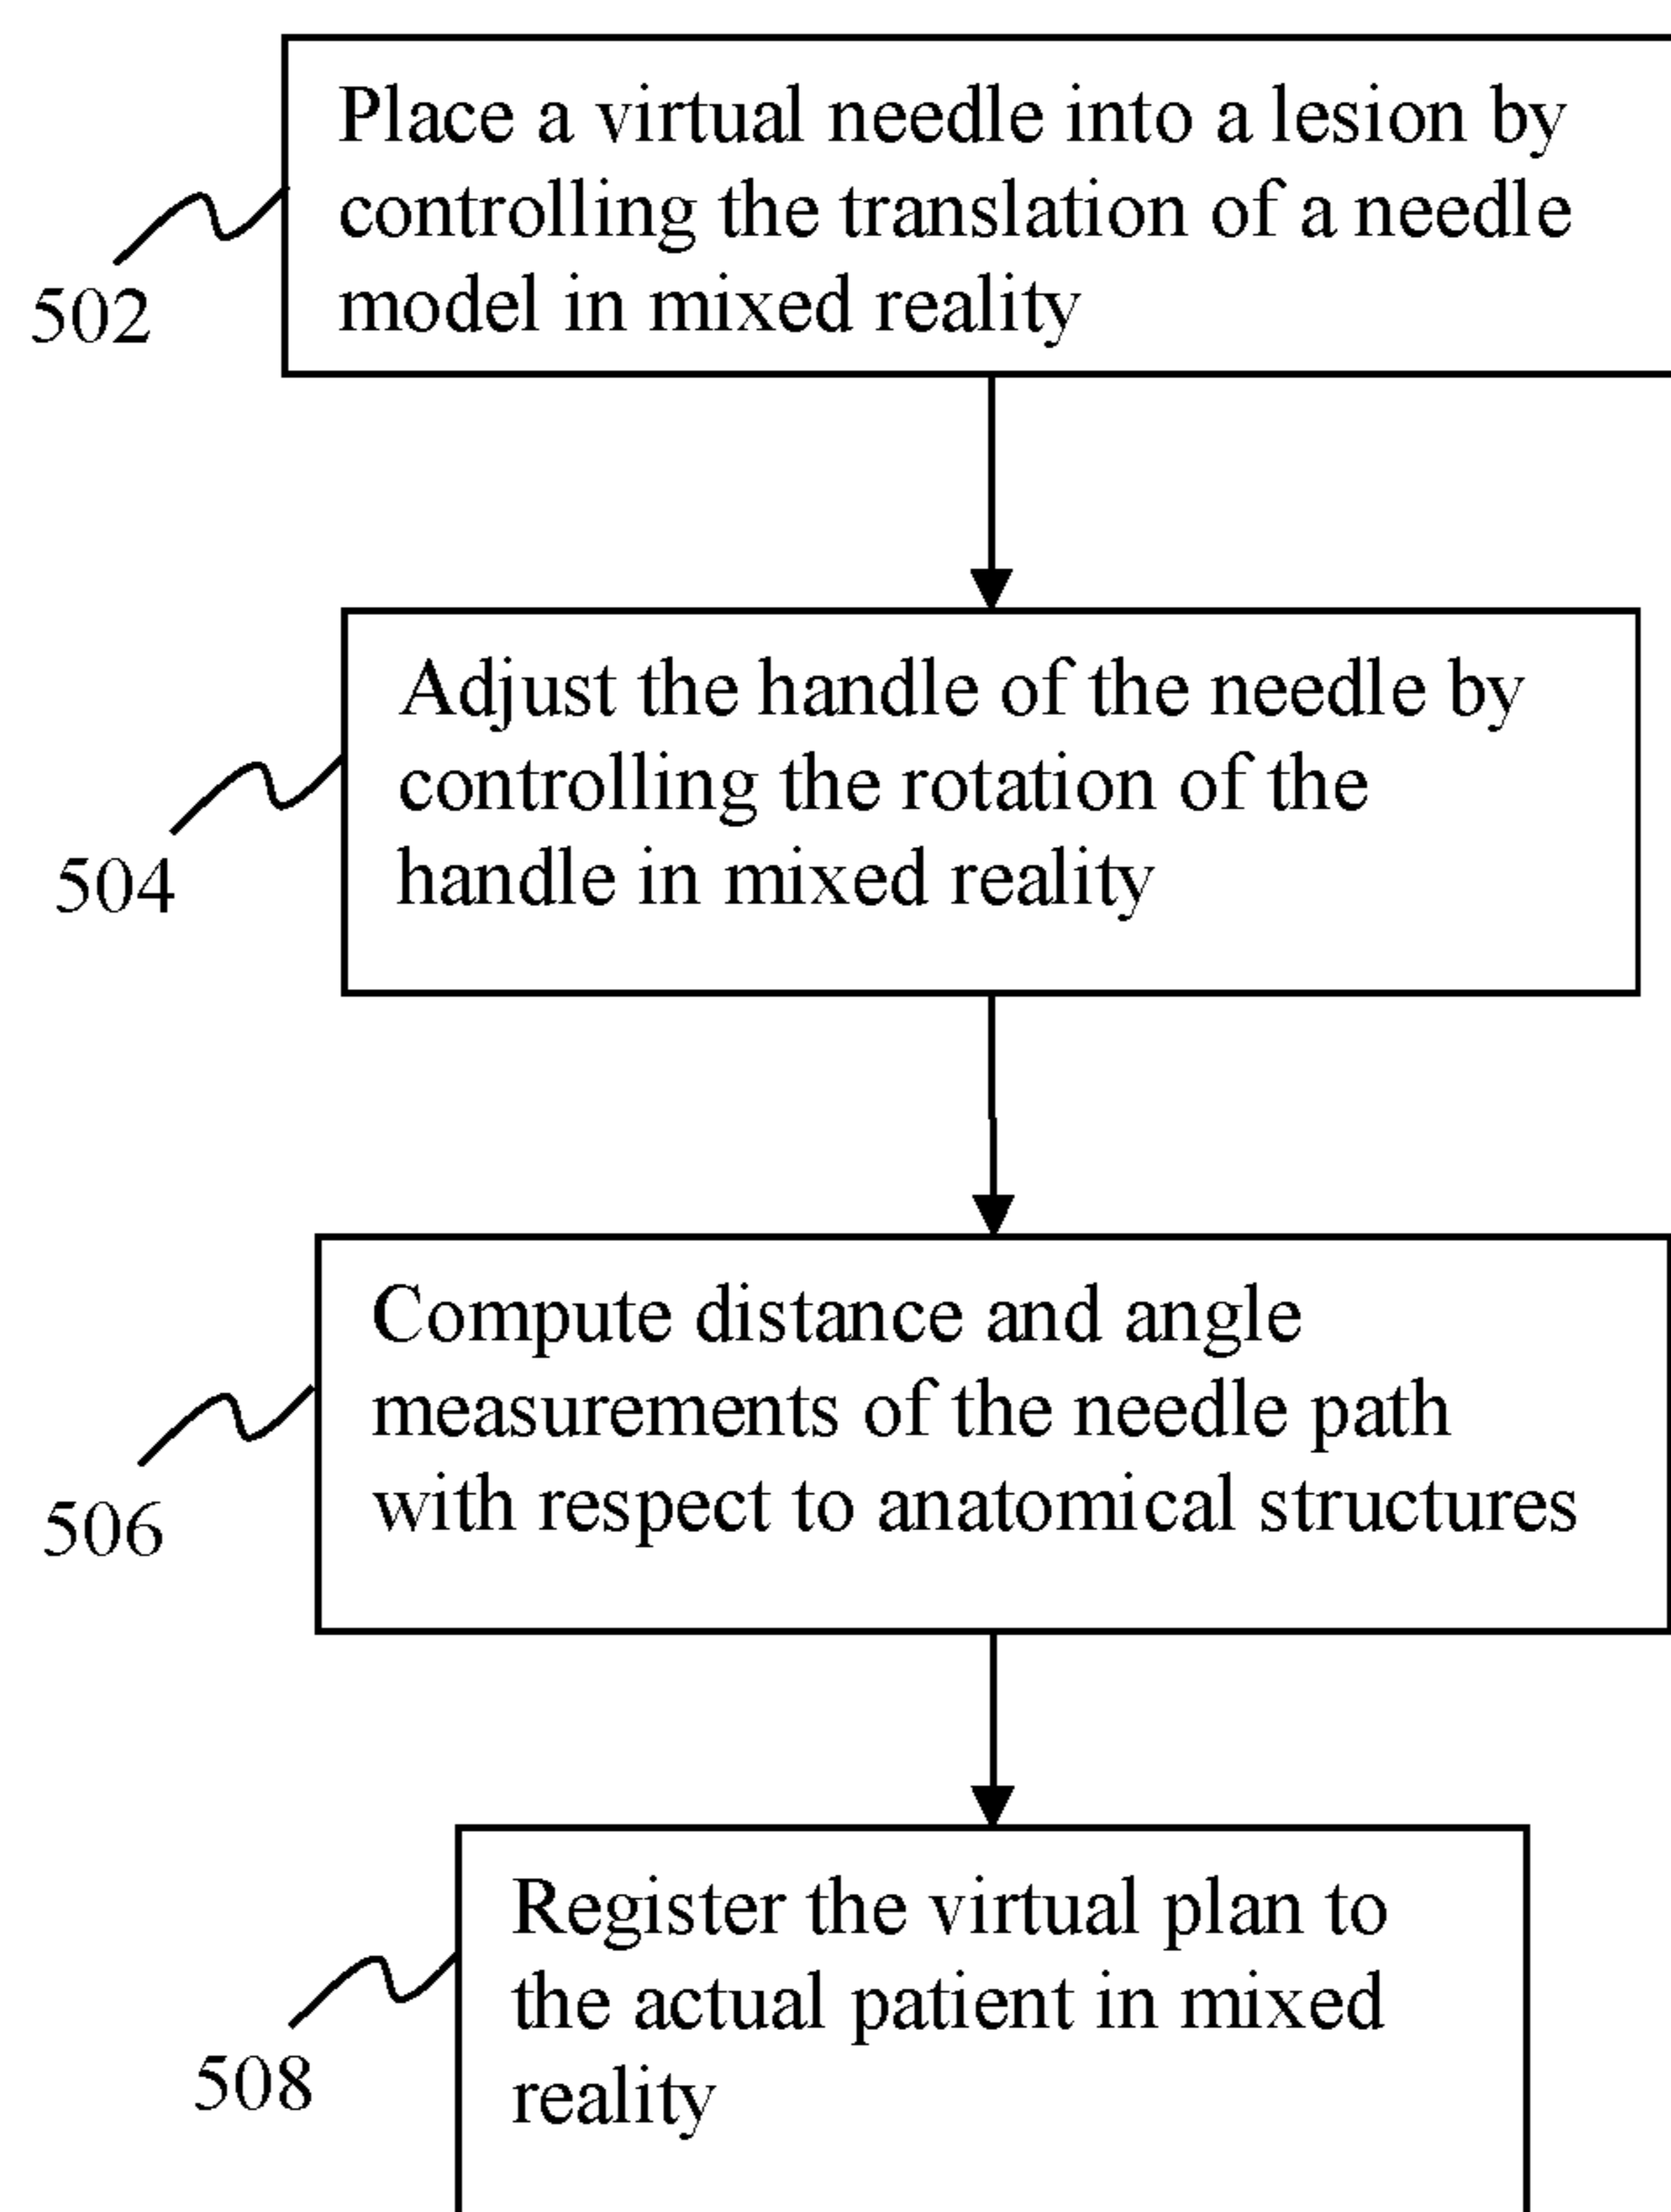 Place a virtual needle into a lesion by
controlling the translation of a needle
model in mixed reality
502
Adjust the handle of the needle by
controlling the rotation of the
handle in mixed reality
504
Compute distance and angle
measurements of the needle path
with respect to anatomical structures
506
Register the virtual plan to
the actual patient in mixed
reality
508